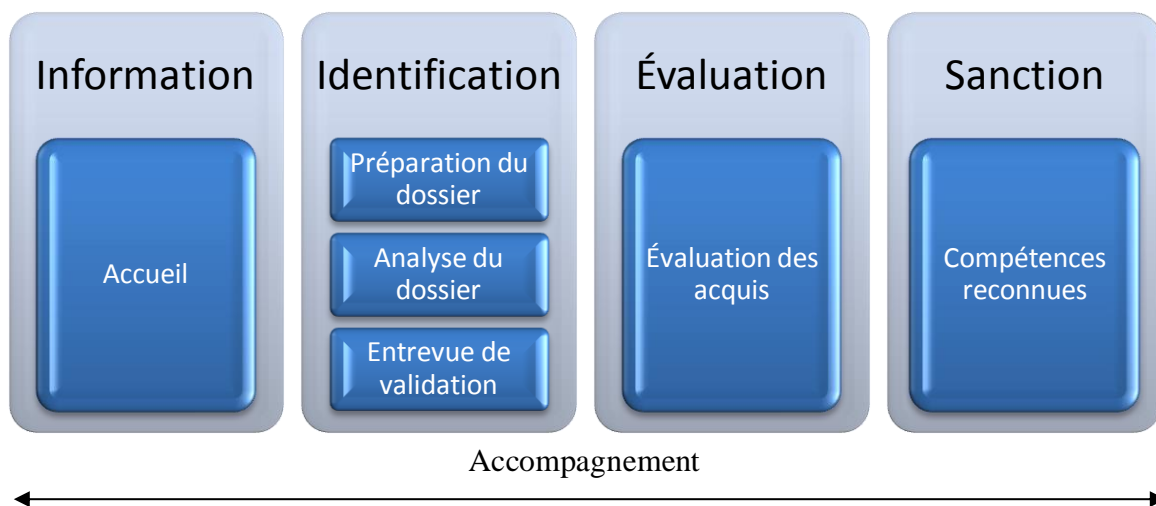 Information
Accueil
Identification
Préparation du
dossier
Analyse du
dossier
Entrevue de
validation
Évaluation
Évaluation des
acquis
Sanction
Compétences
reconnues
Accompagnement